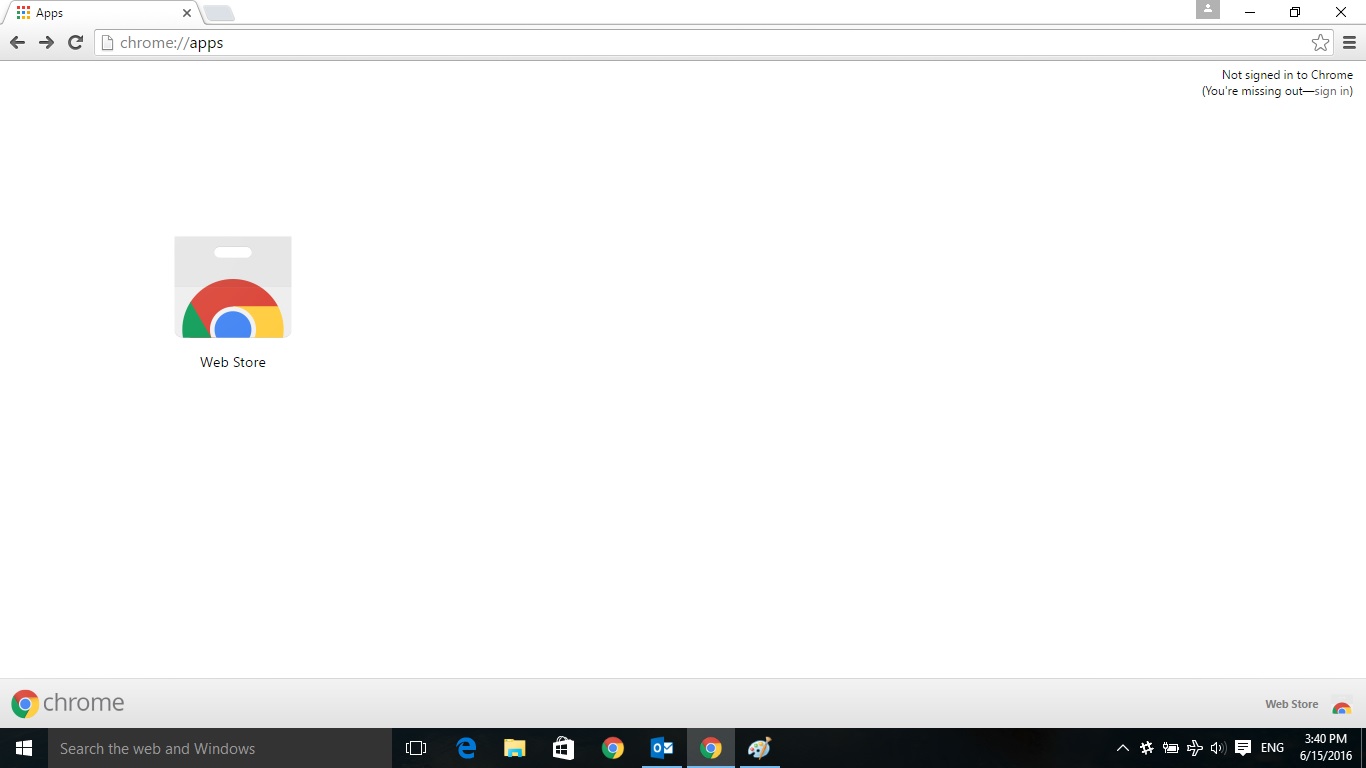 Apps
chrome://apps
Not signed in to Chrome
(You're missing out—sign in)
Web Store
chrome
Web Store
Search the web and Windows
ENG
3:40 PM
6/15/2016